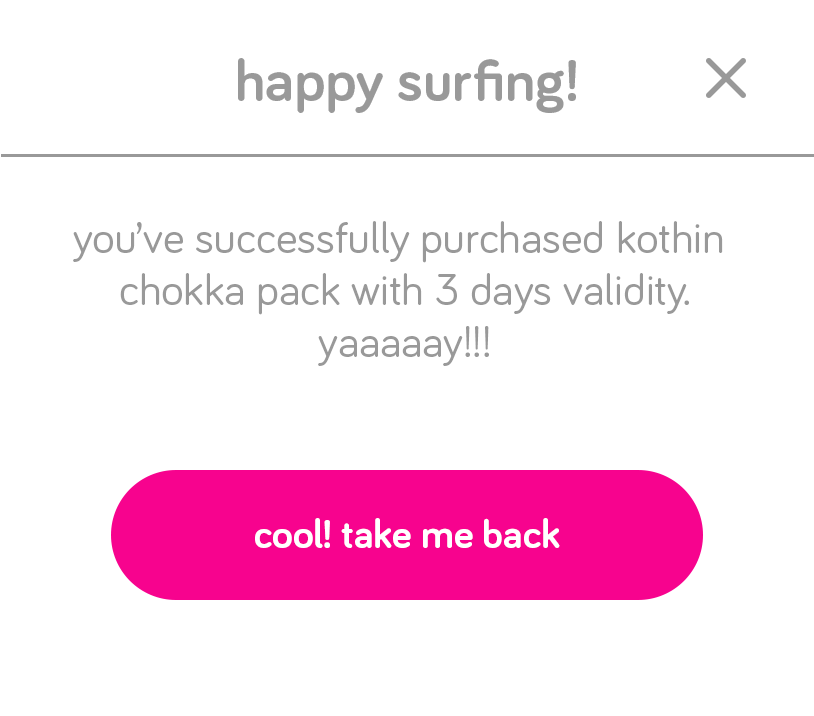 happy surfing!
you’ve successfully purchased kothin
chokka pack with 3 days validity.
yaaaaay!!!
cool! take me back